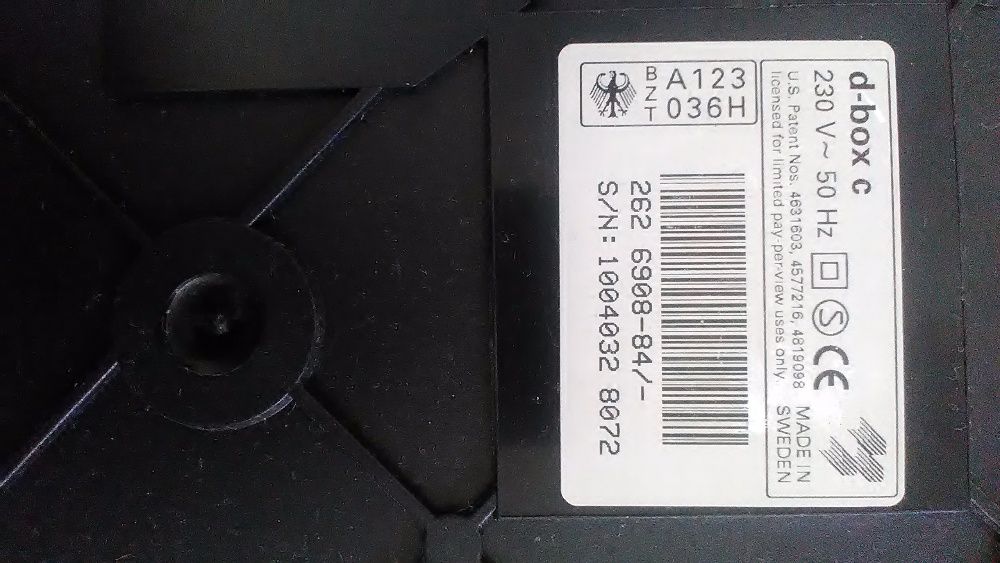 d-box c
230 V~ 50 Hz
U.S. Patent Nos. 4631603, 4577216, 4819098
licensed for limited pay-per-view uses only.
MADE IN
SWEDEN
BZT
A123
036H
262 6908-84/-
S/N:1004032 8072